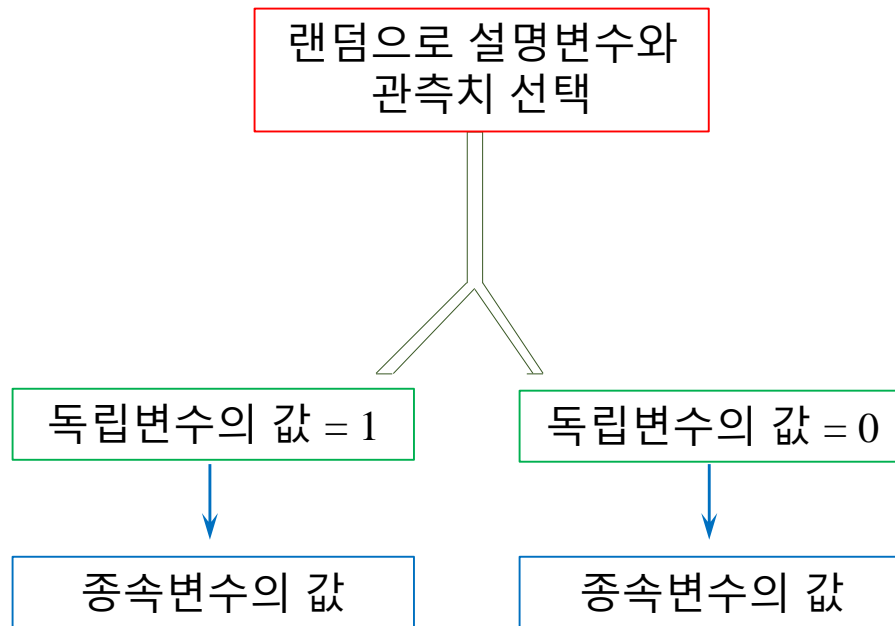 랜덤으로 설명변수와
관측치 선택
독립변수의 값 = 1
독립변수의 값 = 0
종속변수의 값
종속변수의 값